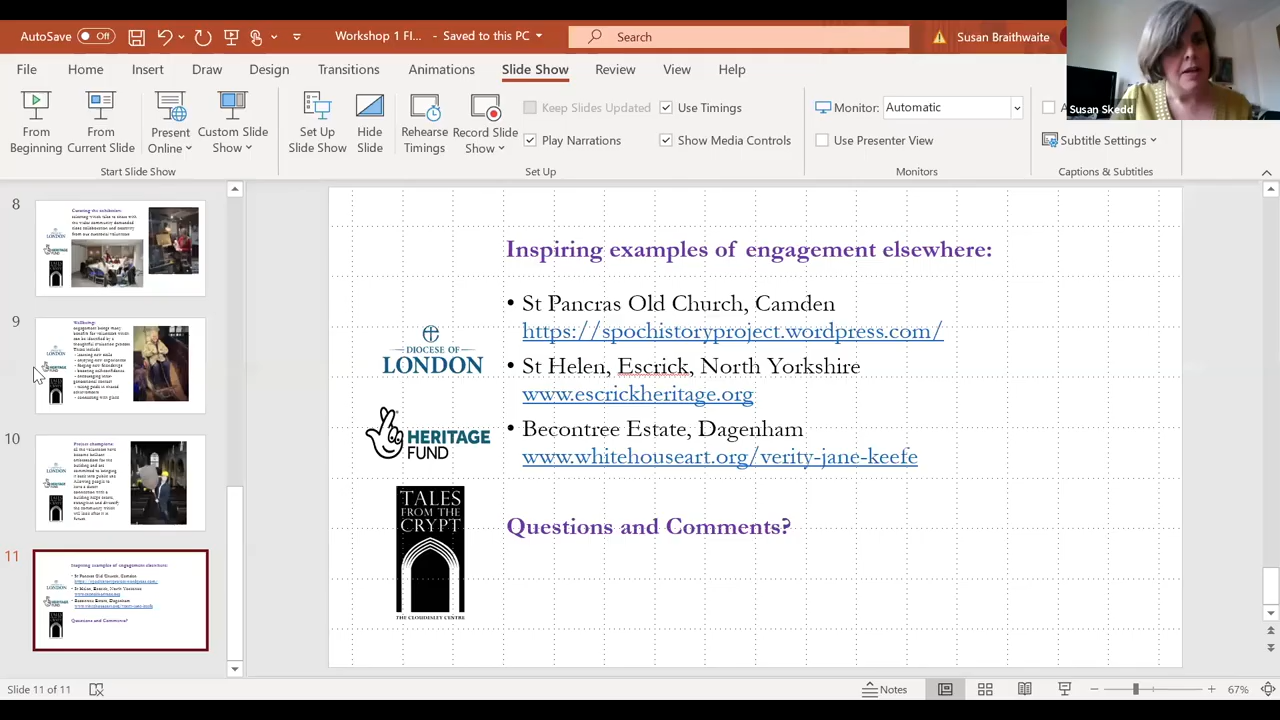 AutoSave Off
Workshop 1 FI... - Saved to this PC
Search
Susan Braithwaite
File Home Insert Draw Design Transitions Animations Slide Show Review View Help
From Beginning
From Current Slide
Present Online
Custom Slide Show
Set Up Slide Show
Hide Slide
Rehearse Timings
Record Slide Show
Keep Slides Updated
Use Timings
Play Narrations
Show Media Controls
Monitor: Automatic
Use Presenter View
Subtitle Settings
Start Slide Show
Set Up
Monitors
Captions & Subtitles
Susan Skedd
8
9
10
11
Inspiring examples of engagement elsewhere:
• St Pancras Old Church, Camden
https://spochistoryproject.wordpress.com/
• St Helen, Escrick, North Yorkshire
www.escrickheritage.org
• Becontree Estate, Dagenham
www.whitehouseart.org/verity-jane-keefe
Questions and Comments?
DIOCESE OF
LONDON
HERITAGE
FUND
TALES
FROM THE
CRYPT
THE CLOUDESLEY CENTRE
Slide 11 of 11
Notes
67%